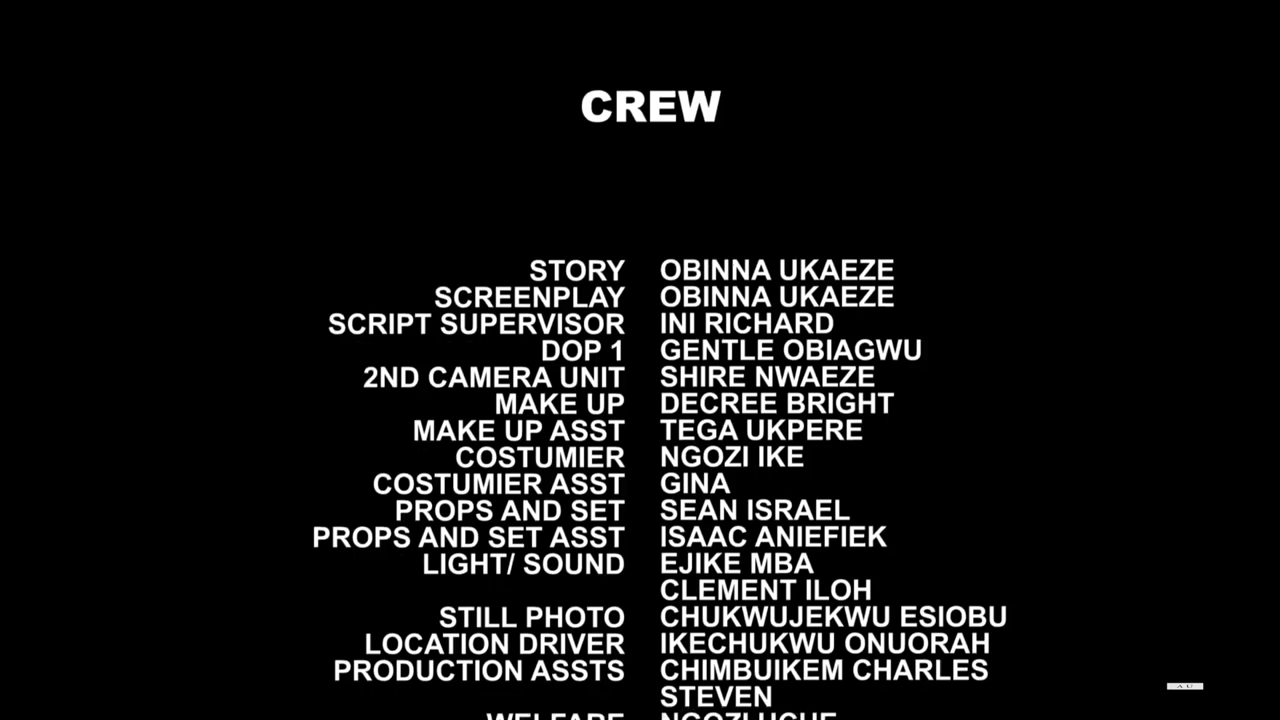 CREW
STORY OBINNA UKAEZE
SCREENPLAY OBINNA UKAEZE
SCRIPT SUPERVISOR INI RICHARD
DOP 1 GENTLE OBIAGWU
2ND CAMERA UNIT SHIRE NWAEZE
MAKE UP DECREE BRIGHT
MAKE UP ASST TEGA UKPERE
COSTUMIER NGOZI IKE
COSTUMIER ASST GINA
PROPS AND SET SEAN ISRAEL
PROPS AND SET ASST ISAAC ANIEFIEK
LIGHT/ SOUND EJIKE MBA
CLEMENT ILOH
STILL PHOTO CHUKWUJEKWU ESIOBU
LOCATION DRIVER IKECHUKWU ONUORAH
PRODUCTION ASSTS CHIMBUIKEM CHARLES
STEVEN
WELFARE NGOZI
AU